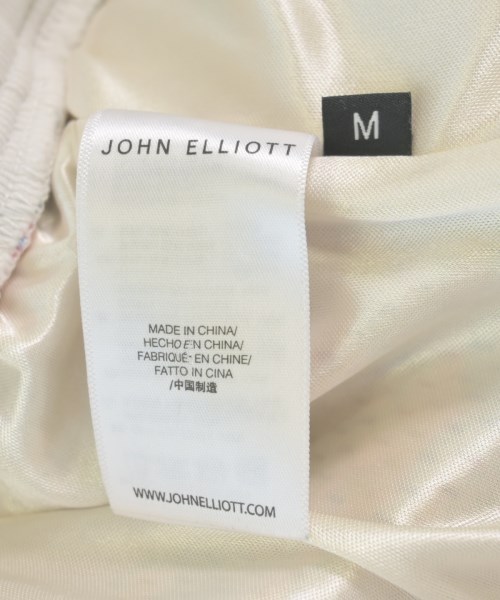 JOHN ELLIOTT
M
MADE IN CHINA/
HECHO EN CHINA/
FABRIQUÉ EN CHINE/
FATTO IN CINA
/中国制造
WWW.JOHNELLIOTT.COM